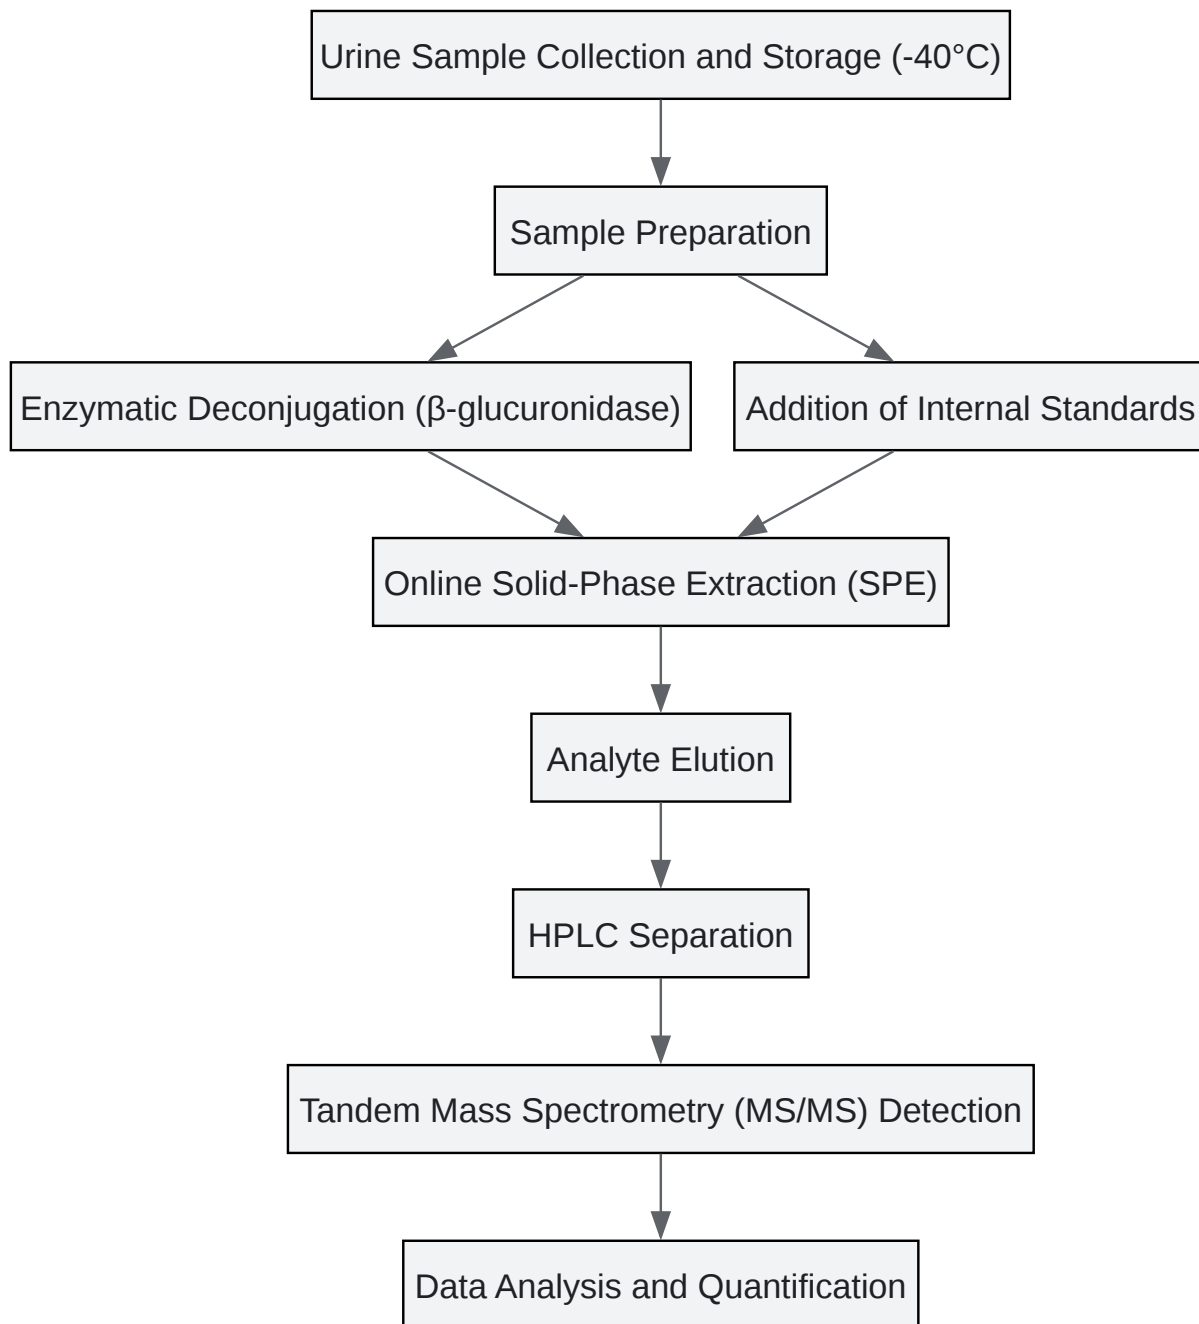 Urine Sample Collection and Storage (-40°C)
Sample Preparation
Enzymatic Deconjugation (β-glucuronidase)
Addition of Internal Standards
Online Solid-Phase Extraction (SPE)
Analyte Elution
HPLC Separation
Tandem Mass Spectrometry (MS/MS) Detection
Data Analysis and Quantification